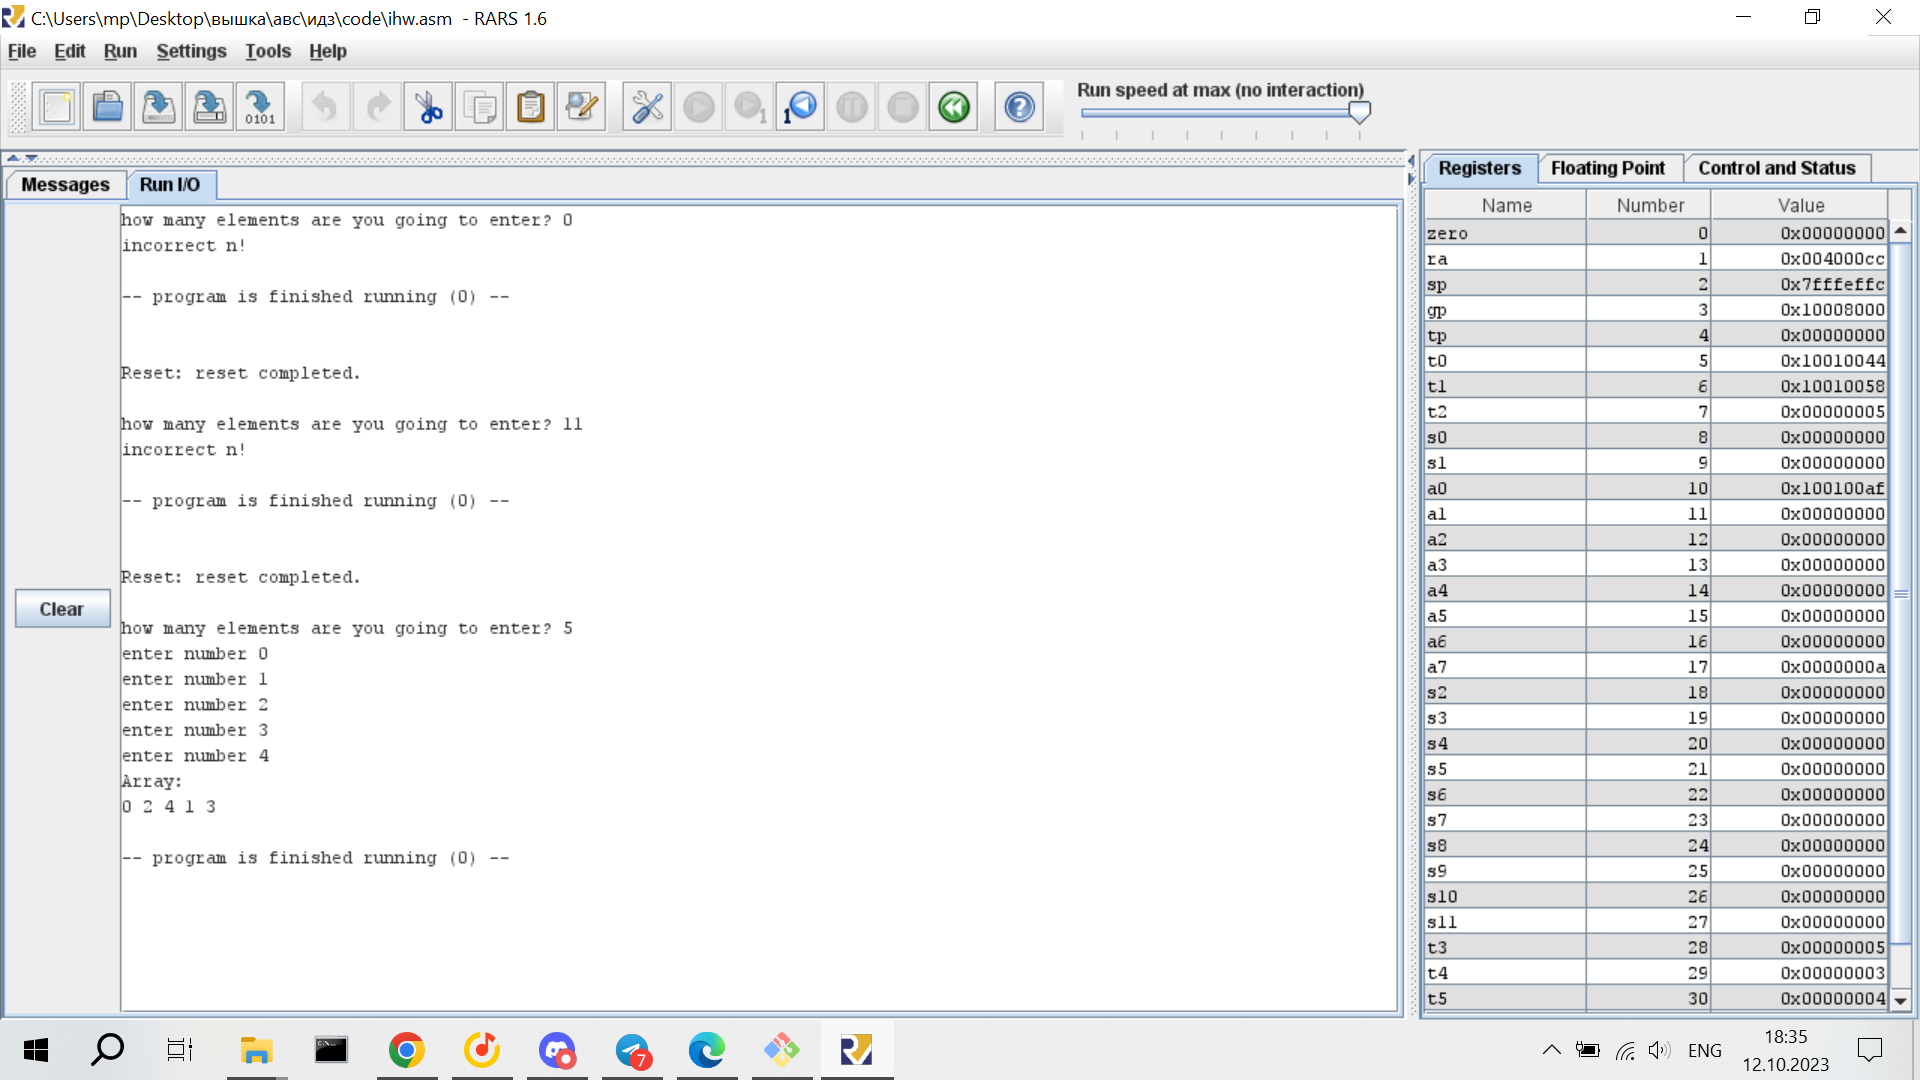 C:\Users\mp\Desktop\вышка\авс\идз\code\ihw.asm - RARS 1.6
File Edit Run Settings Tools Help
0101
1
1
Run speed at max (no interaction)
Messages Run I/O
Clear
how many elements are you going to enter? 0
incorrect n!
-- program is finished running (0) --
Reset: reset completed.
how many elements are you going to enter? 11
incorrect n!
-- program is finished running (0) --
Reset: reset completed.
how many elements are you going to enter? 5
enter number 0
enter number 1
enter number 2
enter number 3
enter number 4
Array:
0 2 4 1 3
-- program is finished running (0) --
Registers Floating Point Control and Status
Name Number Value
zero 0 0x00000000
ra 1 0x004000cc
sp 2 0x7fffeffc
gp 3 0x10008000
tp 4 0x00000000
t0 5 0x10010044
t1 6 0x10010058
t2 7 0x00000005
s0 8 0x00000000
s1 9 0x00000000
a0 10 0x100100af
a1 11 0x00000000
a2 12 0x00000000
a3 13 0x00000000
a4 14 0x00000000
a5 15 0x00000000
a6 16 0x00000000
a7 17 0x0000000a
s2 18 0x00000000
s3 19 0x00000000
s4 20 0x00000000
s5 21 0x00000000
s6 22 0x00000000
s7 23 0x00000000
s8 24 0x00000000
s9 25 0x00000000
s10 26 0x00000000
s11 27 0x00000000
t3 28 0x00000005
t4 29 0x00000003
t5 30 0x00000004
7
ENG
18:35
12.10.2023